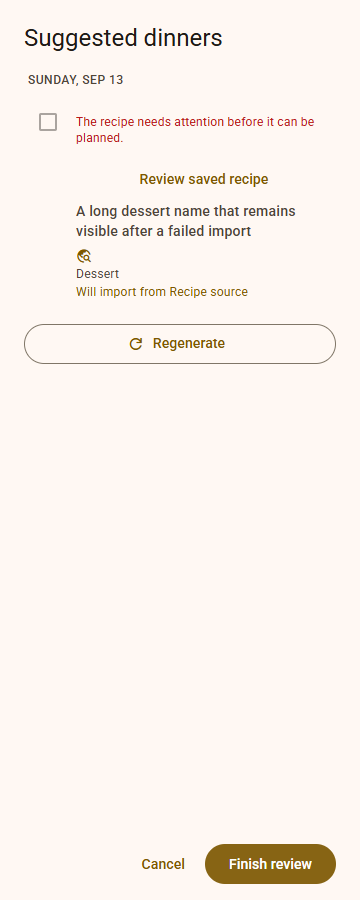 Suggested dinners
SUNDAY, SEP 13
The recipe needs attention before it can be
planned.
Review saved recipe
A long dessert name that remains
visible after a failed import
Dessert
Will import from Recipe source
Regenerate
Cancel
Finish review